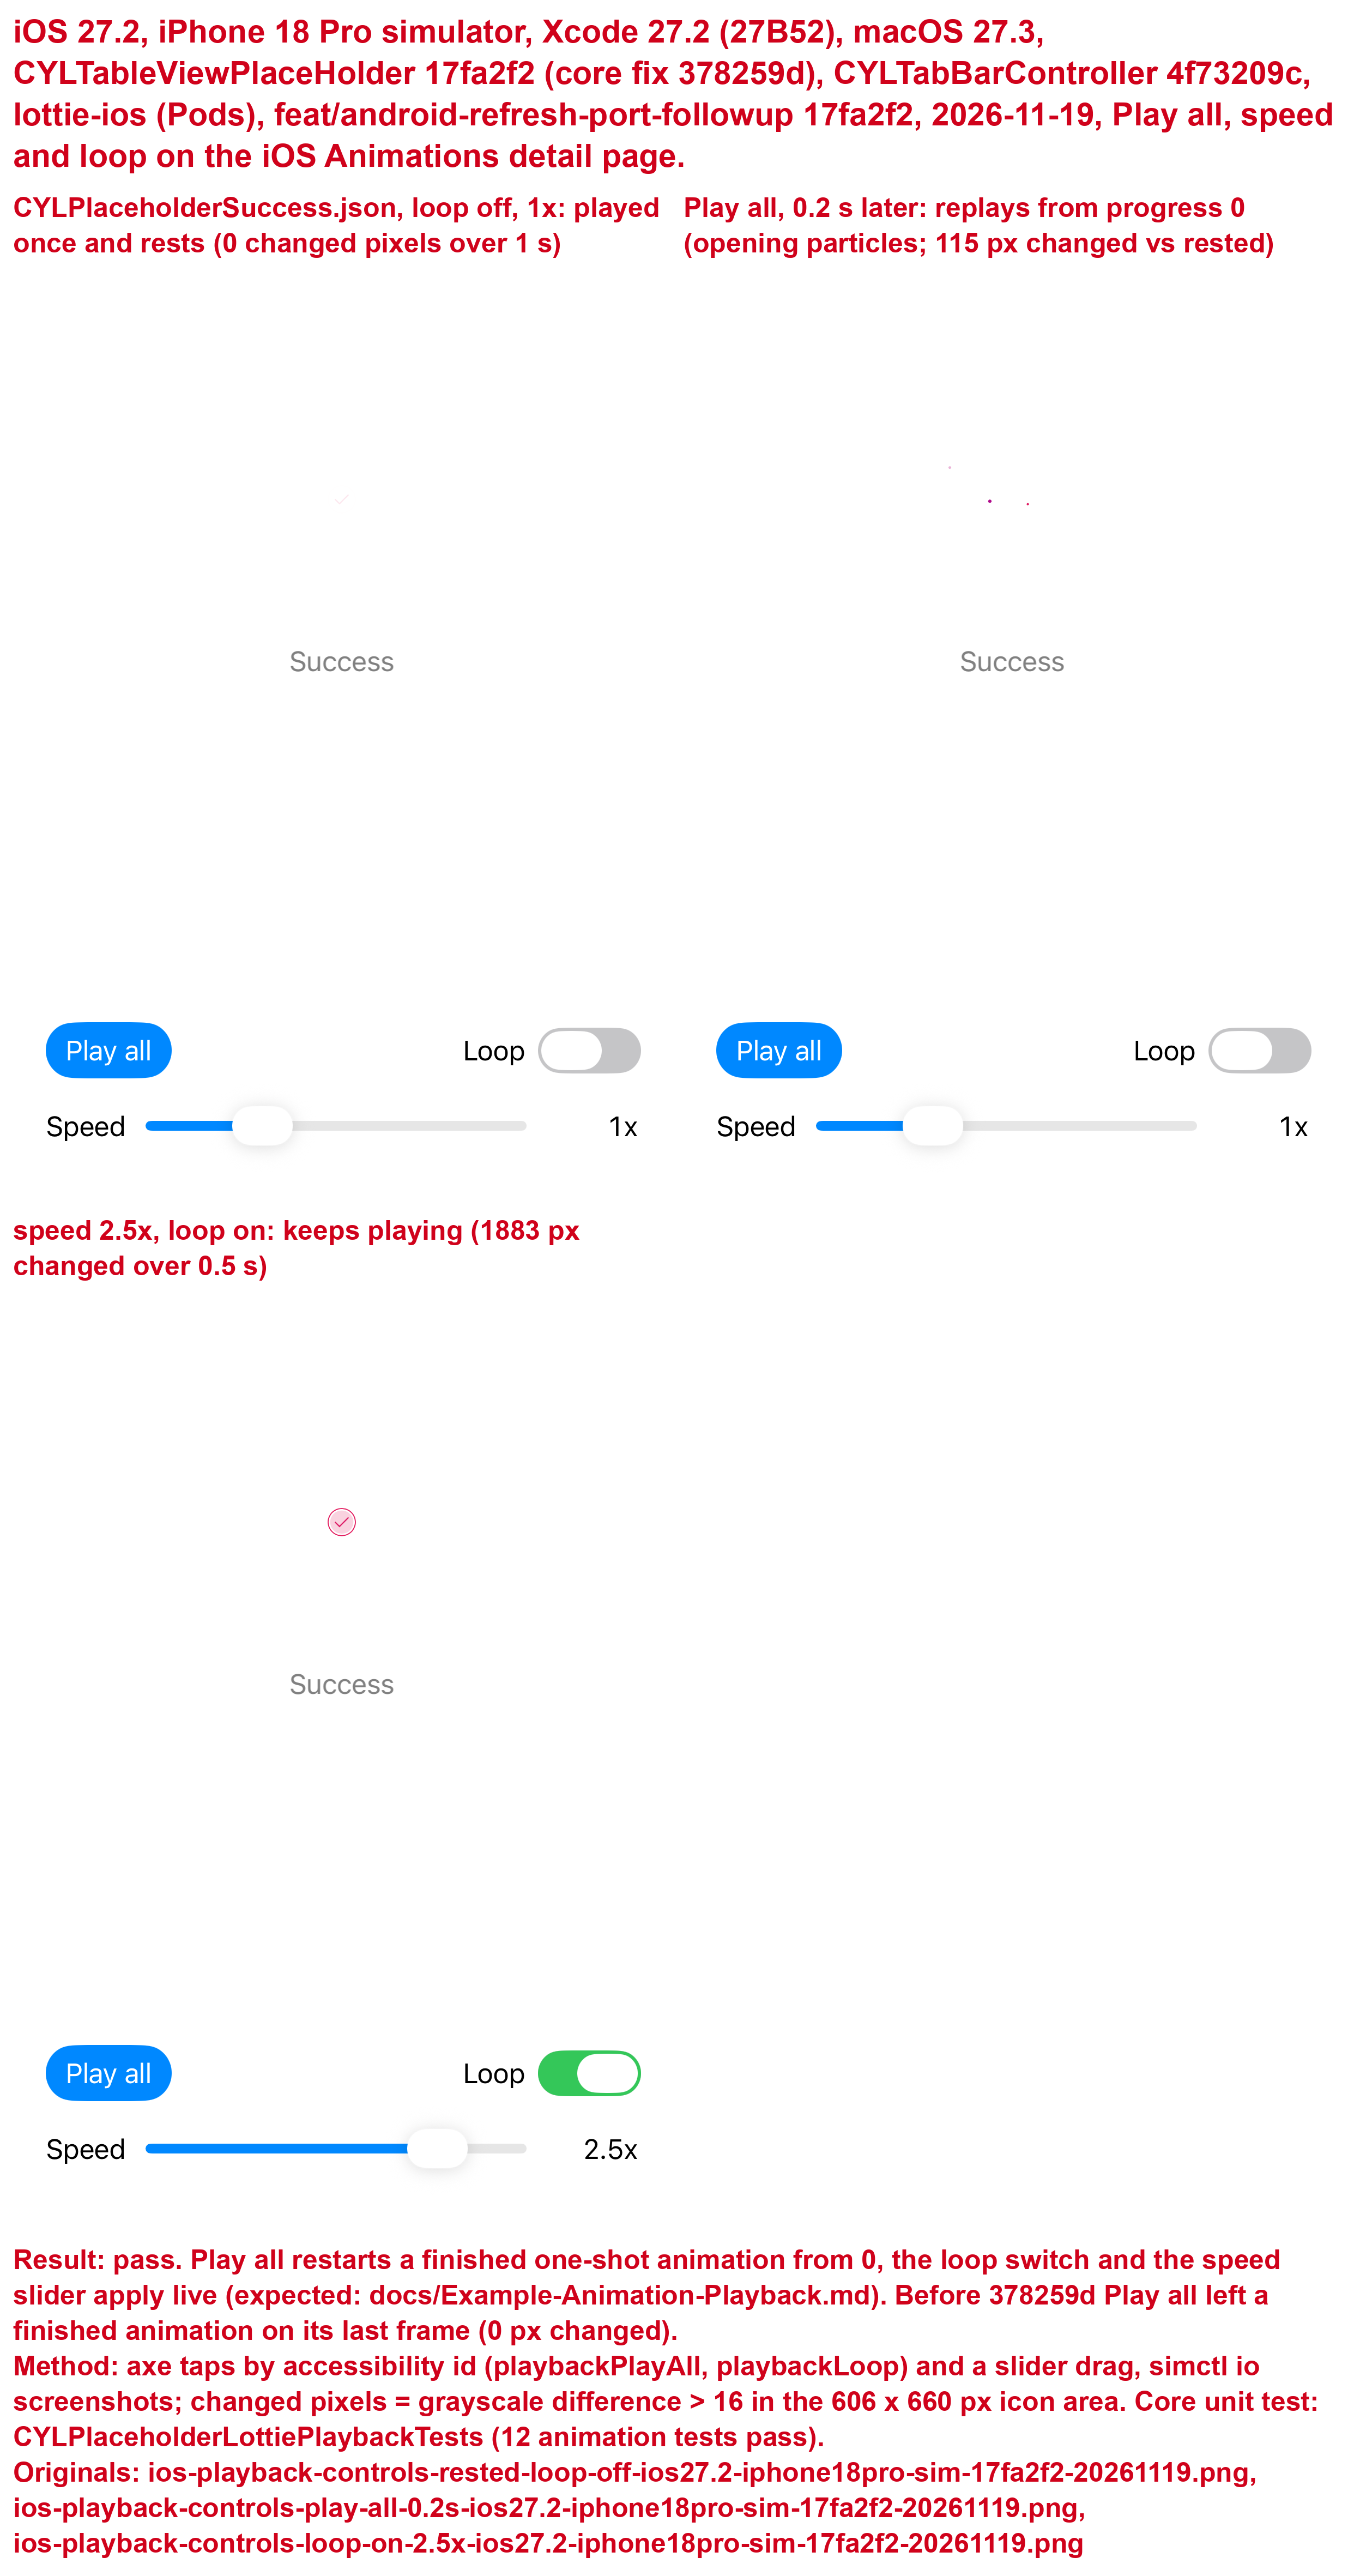 iOS 27.2, iPhone 18 Pro simulator, Xcode 27.2 (27B52), macOS 27.3,
CYLTableViewPlaceHolder 17fa2f2 (core fix 378259d), CYLTabBarController 4f73209c,
lottie-ios (Pods), feat/android-refresh-port-followup 17fa2f2, 2026-11-19, Play all, speed
and loop on the iOS Animations detail page.
CYLPlaceholderSuccess.json, loop off, 1x: played
once and rests (0 changed pixels over 1 s)
Play all, 0.2 s later: replays from progress 0
(opening particles; 115 px changed vs rested)
Success
Success
Play all
Loop
Speed
1x
Play all
Loop
Speed
1x
speed 2.5x, loop on: keeps playing (1883 px
changed over 0.5 s)
Success
Play all
Loop
Speed
2.5x
Result: pass. Play all restarts a finished one-shot animation from 0, the loop switch and the speed
slider apply live (expected: docs/Example-Animation-Playback.md). Before 378259d Play all left a
finished animation on its last frame (0 px changed).
Method: axe taps by accessibility id (playbackPlayAll, playbackLoop) and a slider drag, simctl io
screenshots; changed pixels = grayscale difference > 16 in the 606 x 660 px icon area. Core unit test:
CYLPlaceholderLottiePlaybackTests (12 animation tests pass).
Originals: ios-playback-controls-rested-loop-off-ios27.2-iphone18pro-sim-17fa2f2-20261119.png,
ios-playback-controls-play-all-0.2s-ios27.2-iphone18pro-sim-17fa2f2-20261119.png,
ios-playback-controls-loop-on-2.5x-ios27.2-iphone18pro-sim-17fa2f2-20261119.png